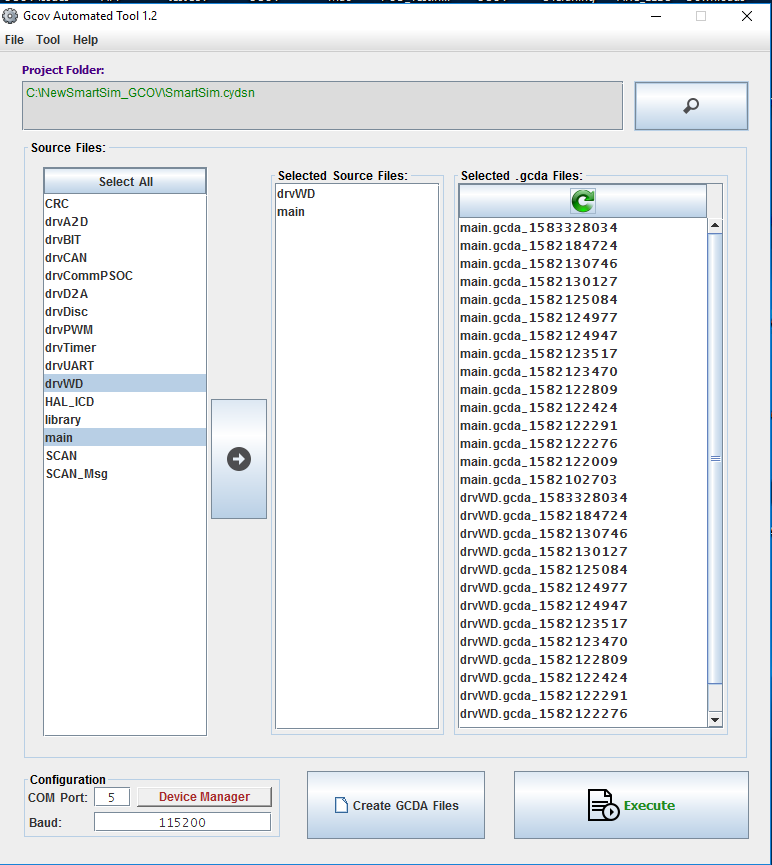 Gcov Automated Tool 1.2
File Tool Help
Project Folder:
C:\NewSmartSim_GCOV\SmartSim.cydsn
Source Files:
Select All
CRC
drvA2D
drvBIT
drvCAN
drvCommPSOC
drvD2A
drvDisc
drvPWM
drvTimer
drvUART
drvWD
HAL_ICD
library
main
SCAN
SCAN_Msg
Selected Source Files:
drvWD
main
Selected .gcda Files:
main.gcda_1583328034
main.gcda_1582184724
main.gcda_1582130746
main.gcda_1582130127
main.gcda_1582125084
main.gcda_1582124977
main.gcda_1582124947
main.gcda_1582123517
main.gcda_1582123470
main.gcda_1582122809
main.gcda_1582122424
main.gcda_1582122291
main.gcda_1582122276
main.gcda_1582122009
main.gcda_1582102703
drvWD.gcda_1583328034
drvWD.gcda_1582184724
drvWD.gcda_1582130746
drvWD.gcda_1582130127
drvWD.gcda_1582125084
drvWD.gcda_1582124977
drvWD.gcda_1582124947
drvWD.gcda_1582123517
drvWD.gcda_1582123470
drvWD.gcda_1582122809
drvWD.gcda_1582122424
drvWD.gcda_1582122291
drvWD.gcda_1582122276
Configuration
COM Port: 5 Device Manager
Baud: 115200
Create GCDA Files
Execute